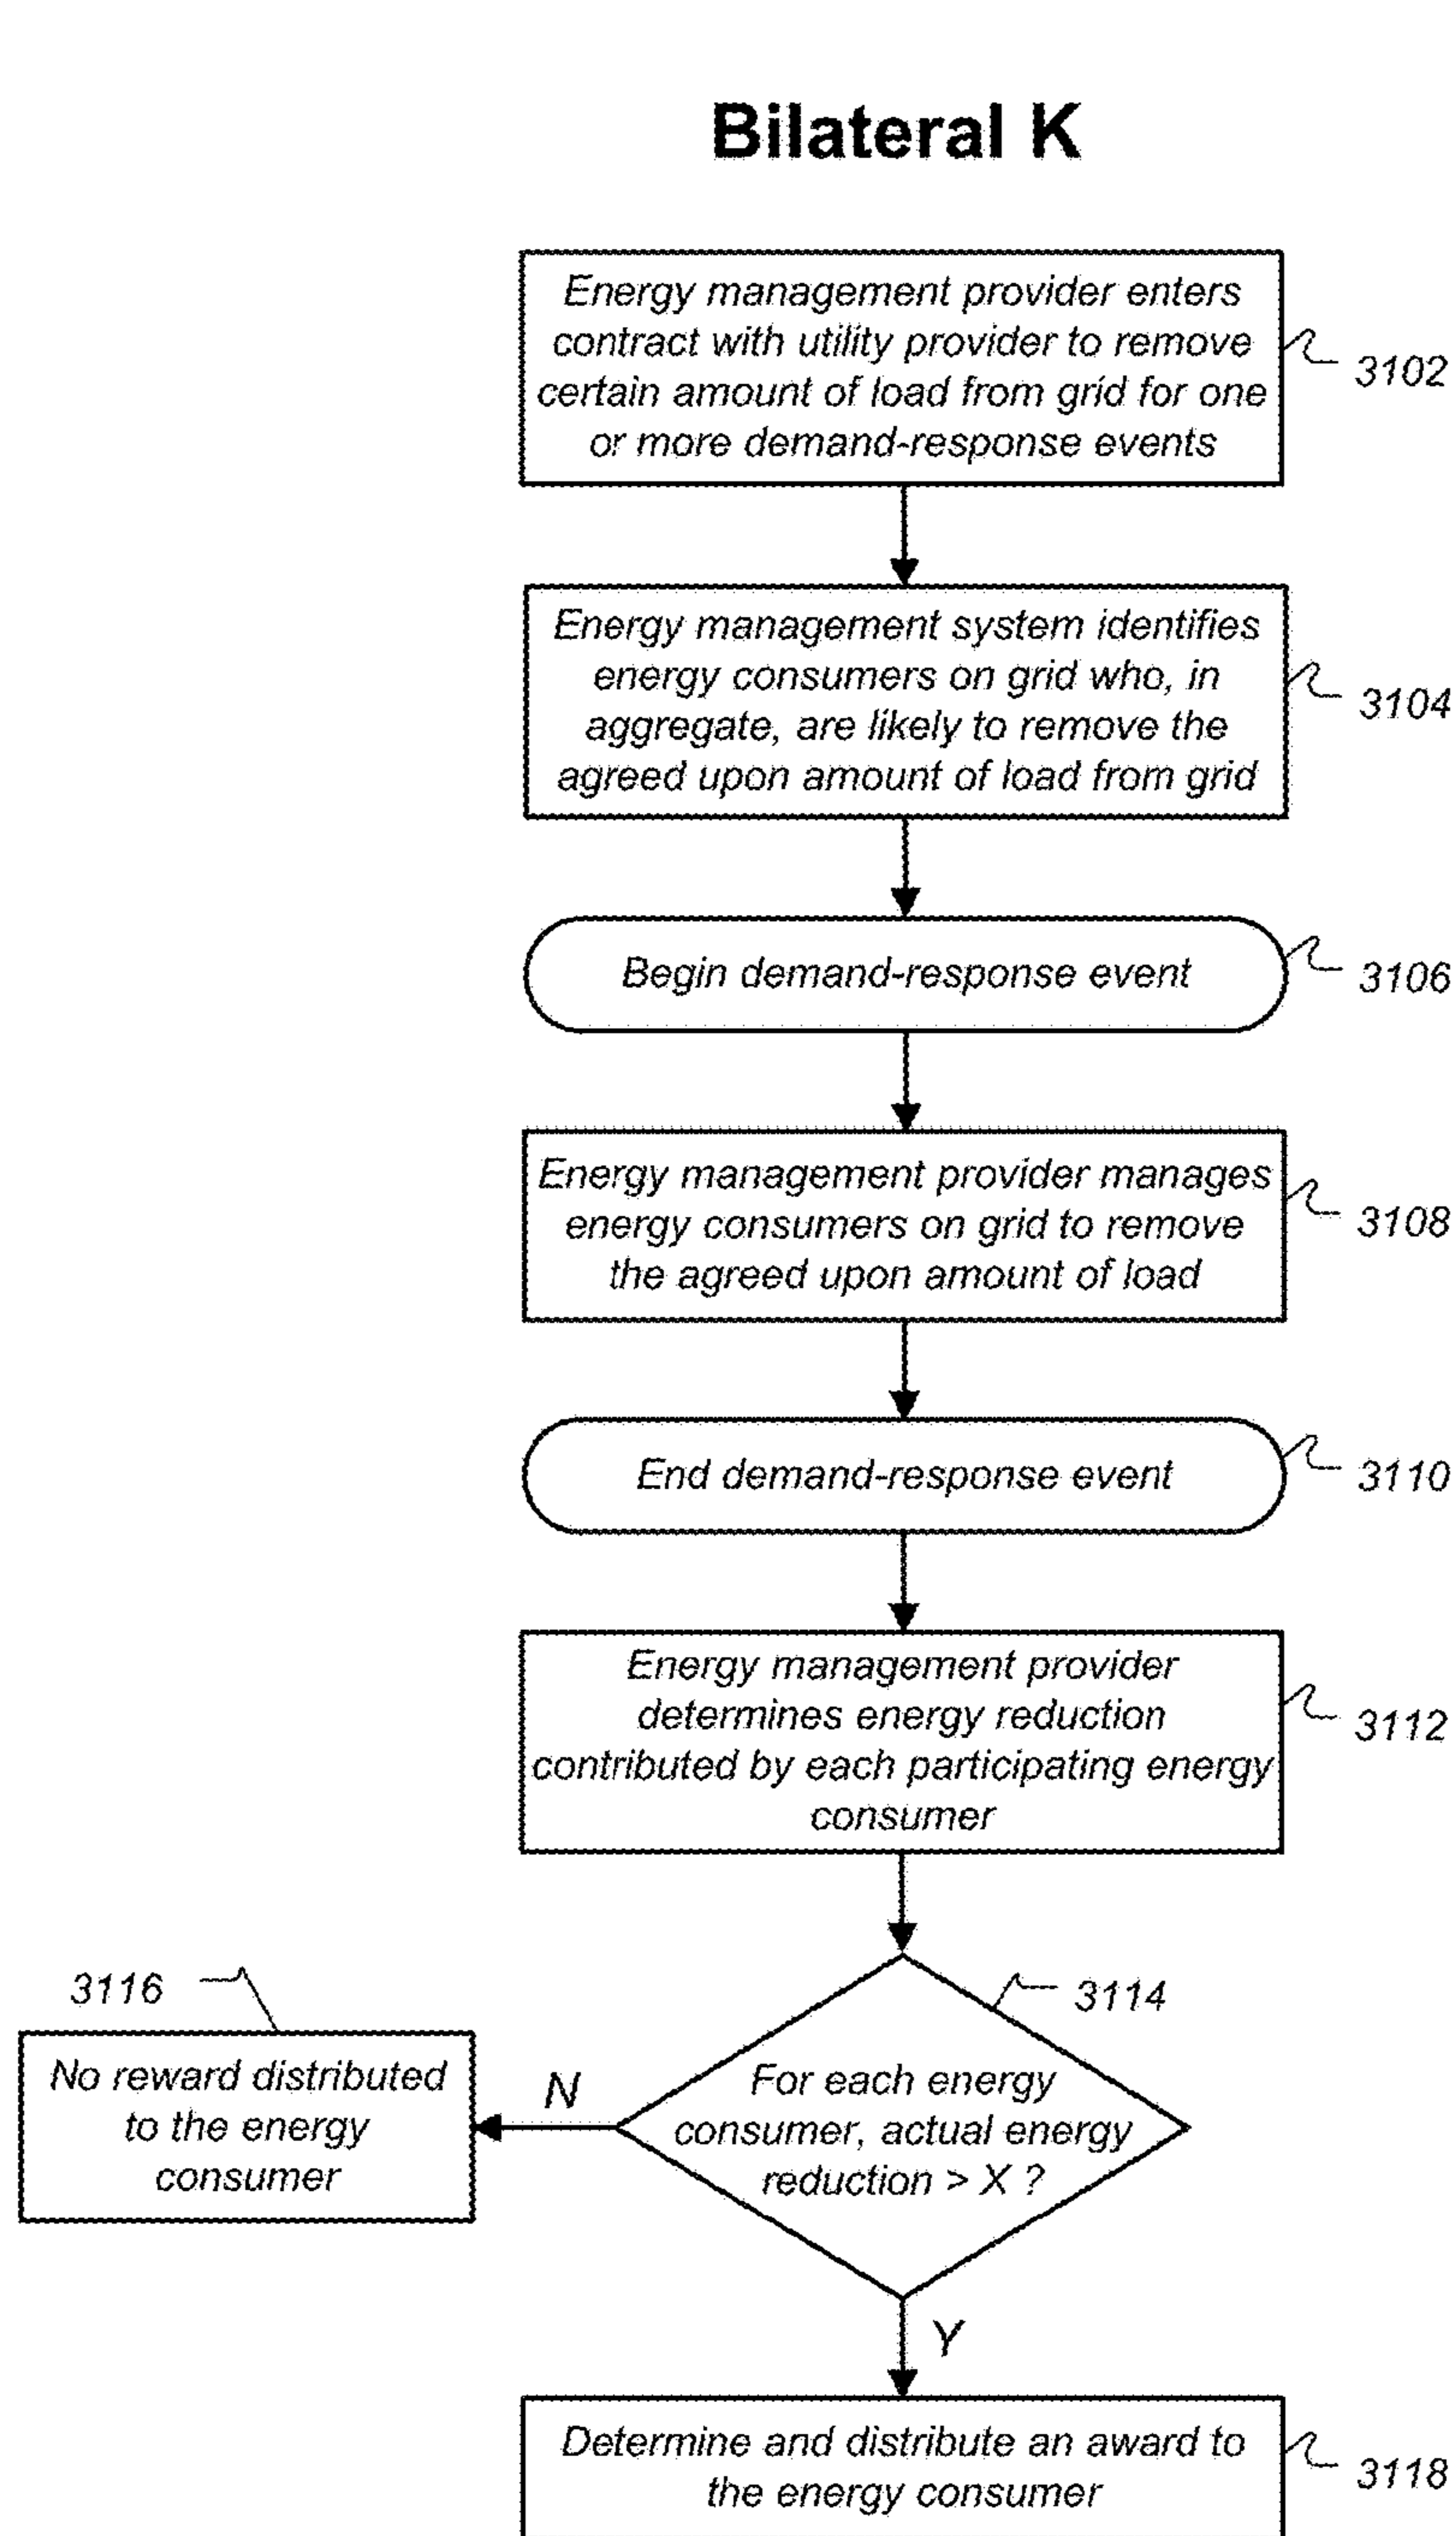 Bilateral K
Energy management provider enters
contract with utility provider to remove
certain amount of load from grid for one
or more demand-response events
3102
Energy management system identifies
energy consumers on grid who, in
aggregate, are likely to remove the
agreed upon amount of load from grid
3104
Begin demand-response event
3106
Energy management provider manages
energy consumers on grid to remove
the agreed upon amount of load
3108
End demand-response event
3110
Energy management provider
determines energy reduction
contributed by each participating energy
consumer
3112
3114
For each energy
consumer, actual energy
reduction > X ?
N
3116
No reward distributed
to the energy
consumer
Y
Determine and distribute an award to
the energy consumer
3118